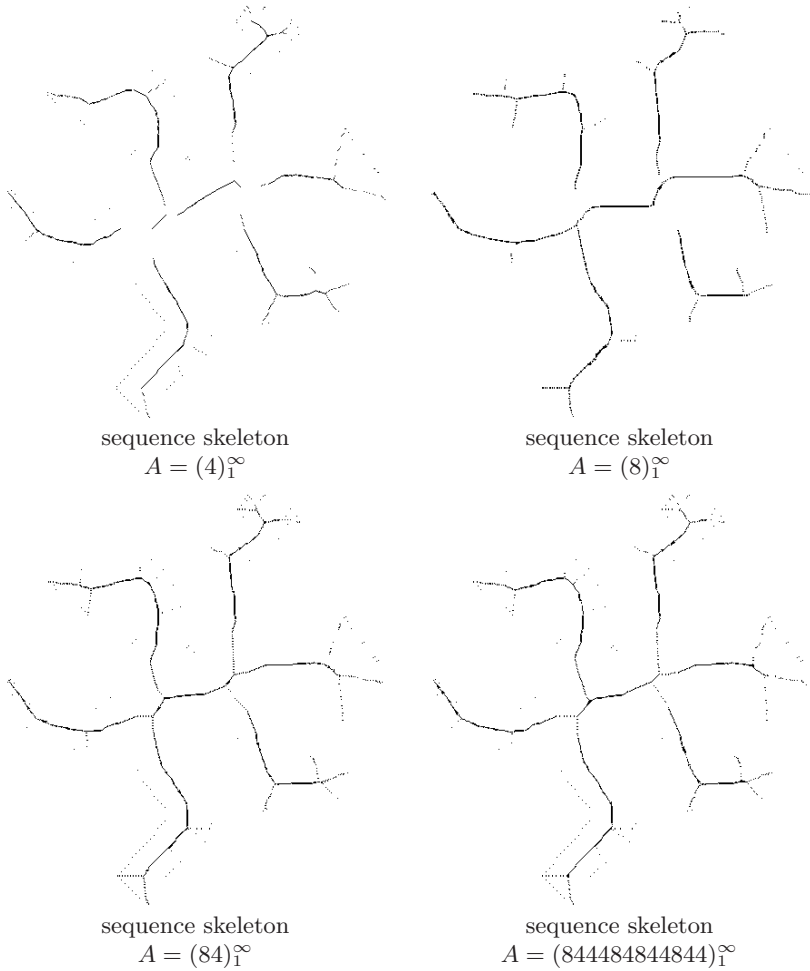 sequence skeleton
A = (4)₁^∞
sequence skeleton
A = (8)₁^∞
sequence skeleton
A = (84)₁^∞
sequence skeleton
A = (844484844844)₁^∞